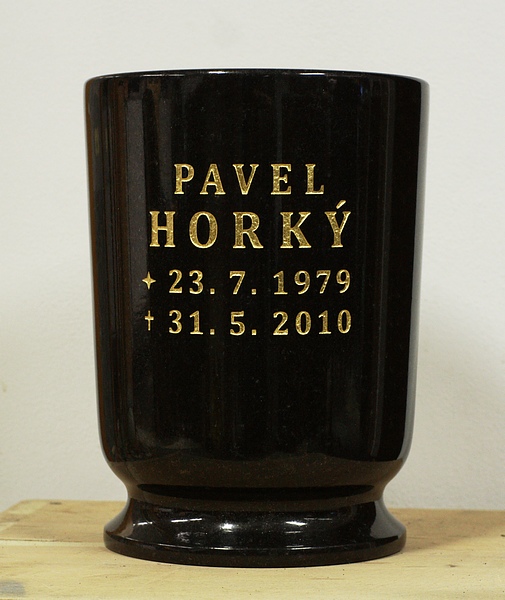 PAVEL
HORKÝ
✦ 23. 7. 1979
† 31. 5. 2010